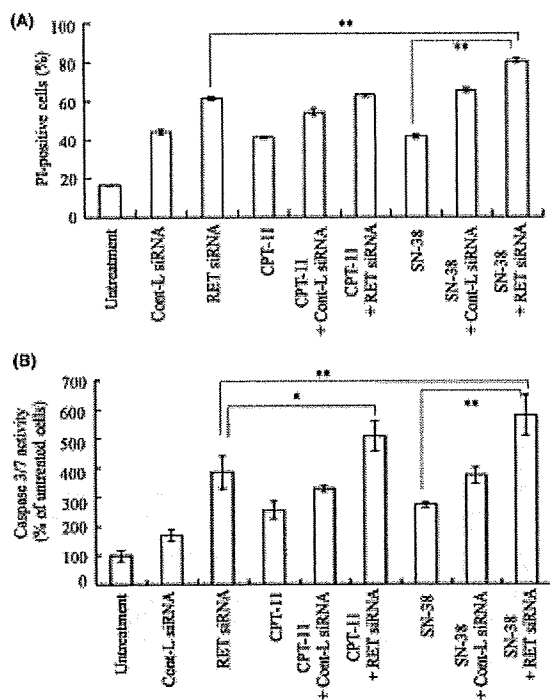 (A)
**
**
PI-positive cells (%)
100
80
60
40
20
0
Untreatment
Cont-L siRNA
RET siRNA
CPT-11
CPT-11
+ Cont-L siRNA
CPT-11
+ RET siRNA
SN-38
SN-38
+ Cont-L siRNA
SN-38
+ RET siRNA
(B)
**
*
**
Caspase 3/7 activity
(% of untreated cells)
700
600
500
400
300
200
100
0
Untreatment
Cont-L siRNA
RET siRNA
CPT-11
CPT-11
+ Cont-L siRNA
CPT-11
+ RET siRNA
SN-38
SN-38
+ Cont-L siRNA
SN-38
+ RET siRNA